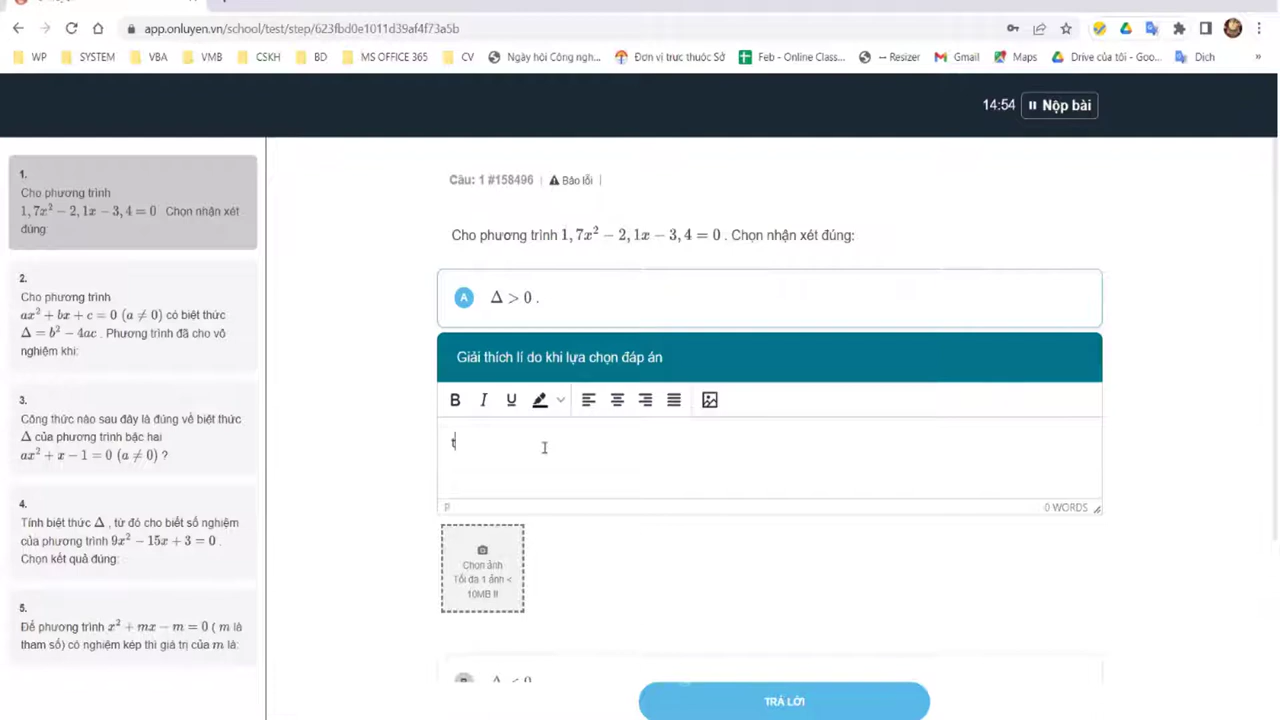 app.onluyen.vn/school/test/step/623fbd0e1011d39af4f73a5b
WP SYSTEM VBA VMB CSKH BD MS OFFICE 365 CV Ngày hội Công ngh... Đơn vị trưc thuôc Sở Feb - Online Class... -- Resizer Gmail Maps Drive của tôi - Goo... Dich »
14:54 Nộp bài
1.
Cho phương trình
1, 7x² − 2, 1x − 3, 4 = 0 Chọn nhận xét
đúng:
2.
Cho phương trình
ax² + bx + c = 0 (a ≠ 0) có biệt thức
Δ = b² − 4ac . Phương trình đã cho vô
nghiệm khi:
3.
Công thức nào sau đây là đúng về biệt thức
Δ của phương trình bậc hai
ax² + x − 1 = 0 (a ≠ 0) ?
4.
Tính biệt thức Δ , từ đó cho biết số nghiệm
của phương trình 9x² − 15x + 3 = 0 .
Chọn kết quả đúng:
5.
Để phương trình x² + mx − m = 0 ( m là
tham số) có nghiệm kép thì giá trị của m là:
Câu: 1 #158496 | Báo lỗi |
Cho phương trình 1, 7x² − 2, 1x − 3, 4 = 0 . Chọn nhận xét đúng:
A Δ > 0 .
Giải thích lí do khi lựa chọn đáp án
B I U
t
P 0 WORDS
Chọn ảnh
Tối đa 1 ảnh <
10MB !!
B Δ < 0
TRẢ LỜI